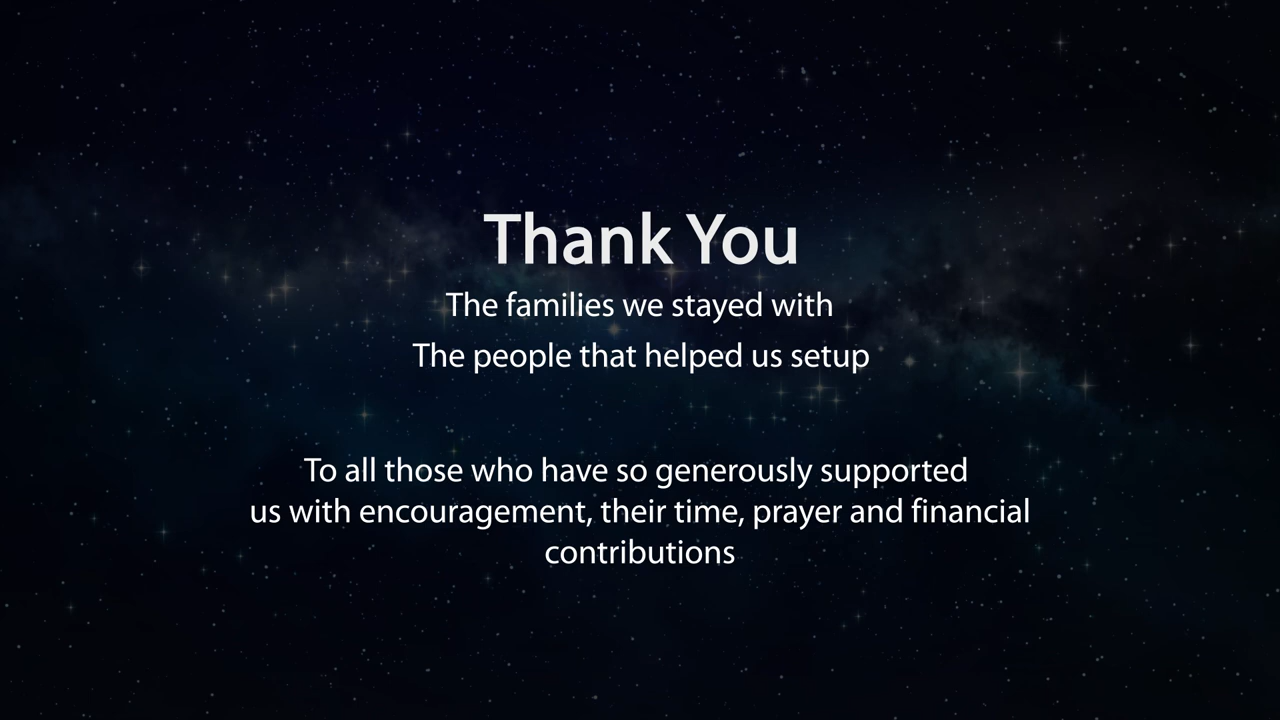 Thank You
The families we stayed with
The people that helped us setup
To all those who have so generously supported
us with encouragement, their time, prayer and financial
contributions